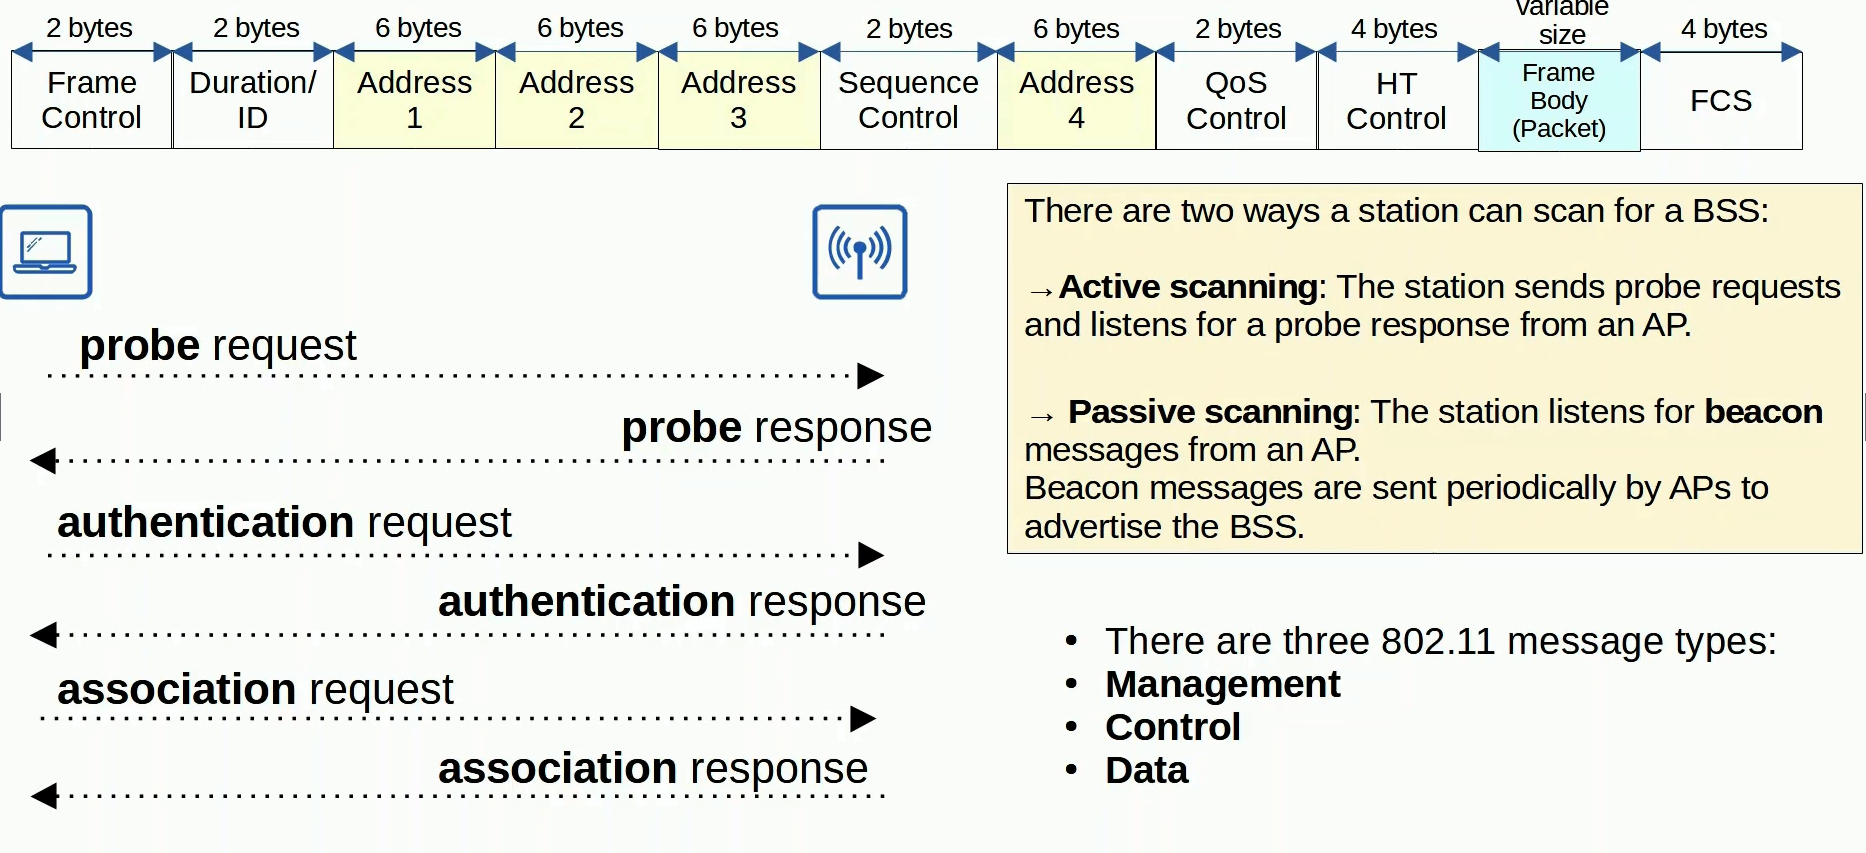 2 bytes
2 bytes
6 bytes
6 bytes
6 bytes
2 bytes
6 bytes
2 bytes
4 bytes
variable
size
4 bytes
Frame
Control
Duration/
ID
Address
1
Address
2
Address
3
Sequence
Control
Address
4
QoS
Control
HT
Control
Frame
Body
(Packet)
FCS
probe request
probe response
authentication request
authentication response
association request
association response
There are two ways a station can scan for a BSS:
→Active scanning: The station sends probe requests
and listens for a probe response from an AP.
→ Passive scanning: The station listens for beacon
messages from an AP.
Beacon messages are sent periodically by APs to
advertise the BSS.
• There are three 802.11 message types:
• Management
• Control
• Data